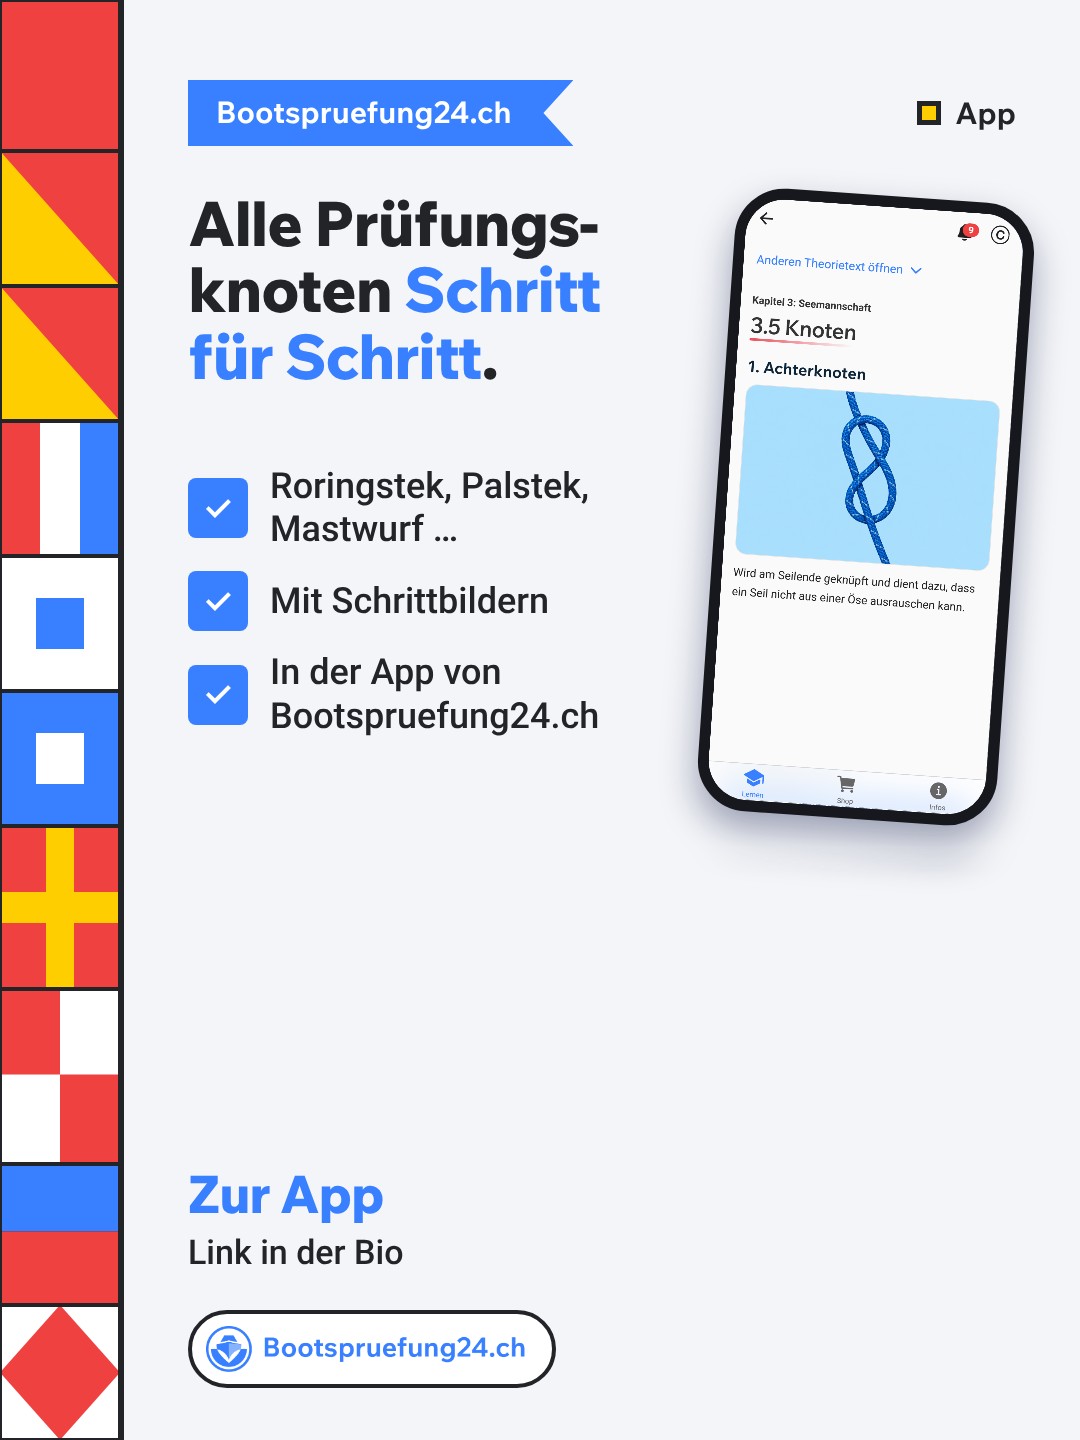 Bootspruefung24.ch
App
Alle Prüfungs-
knoten Schritt
für Schritt.
Roringstek, Palstek,
Mastwurf ...
Mit Schrittbildern
In der App von
Bootspruefung24.ch
9
Anderen Theorietext öffnen
Kapitel 3: Seemannschaft
3.5 Knoten
1. Achterknoten
Wird am Seilende geknüpft und dient dazu, dass
ein Seil nicht aus einer Öse ausrauschen kann.
Lernen
Shop
Infos
Zur App
Link in der Bio
Bootspruefung24.ch